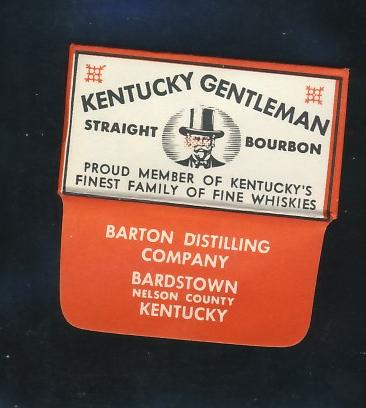 KENTUCKY GENTLEMAN
STRAIGHT BOURBON
PROUD MEMBER OF KENTUCKY'S
FINEST FAMILY OF FINE WHISKIES
BARTON DISTILLING
COMPANY
BARDSTOWN
NELSON COUNTY
KENTUCKY